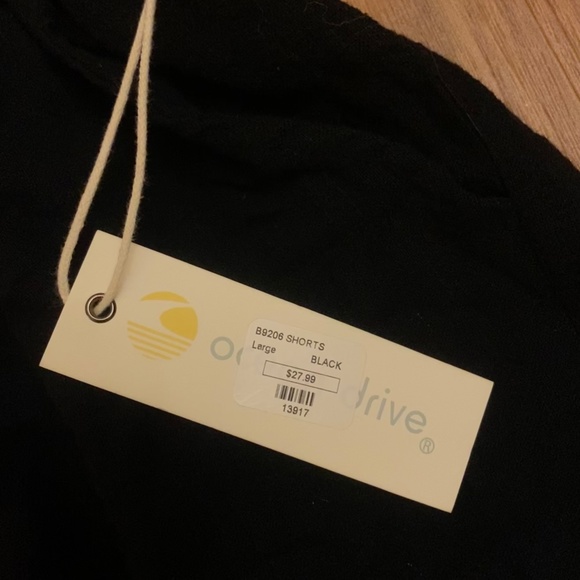 B9206 SHORTS
Large BLACK
$27.99
13917
drive®